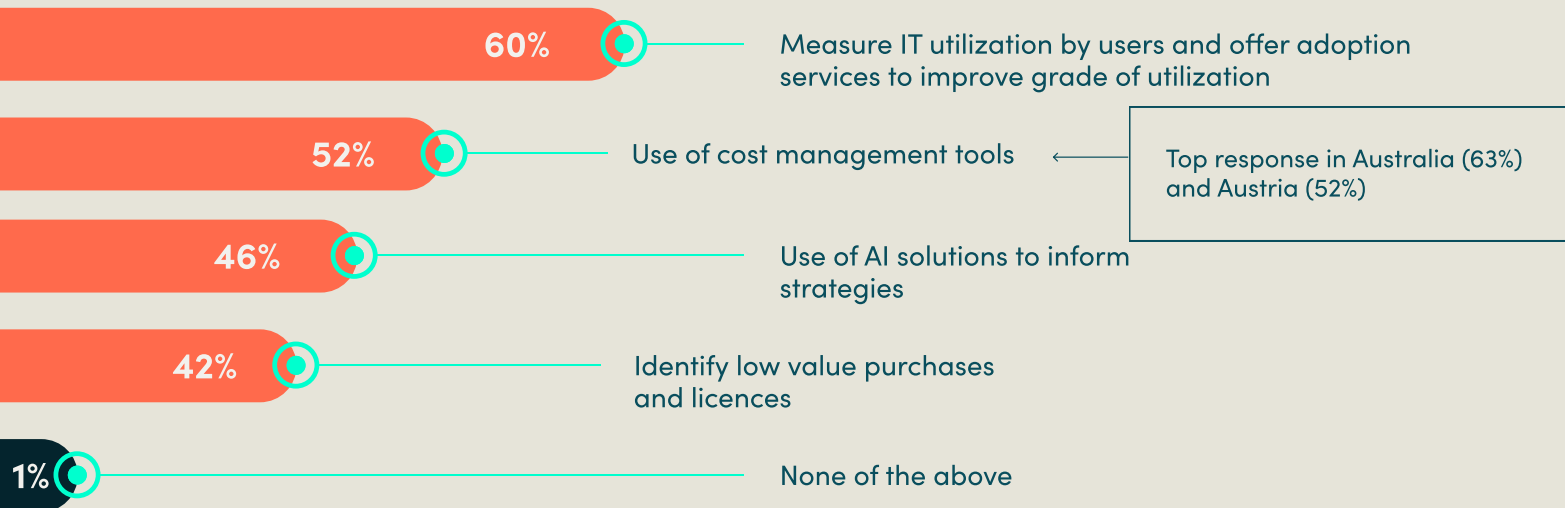 60%
Measure IT utilization by users and offer adoption
services to improve grade of utilization
52%
Use of cost management tools
Top response in Australia (63%)
and Austria (52%)
46%
Use of AI solutions to inform
strategies
42%
Identify low value purchases
and licences
1%
None of the above